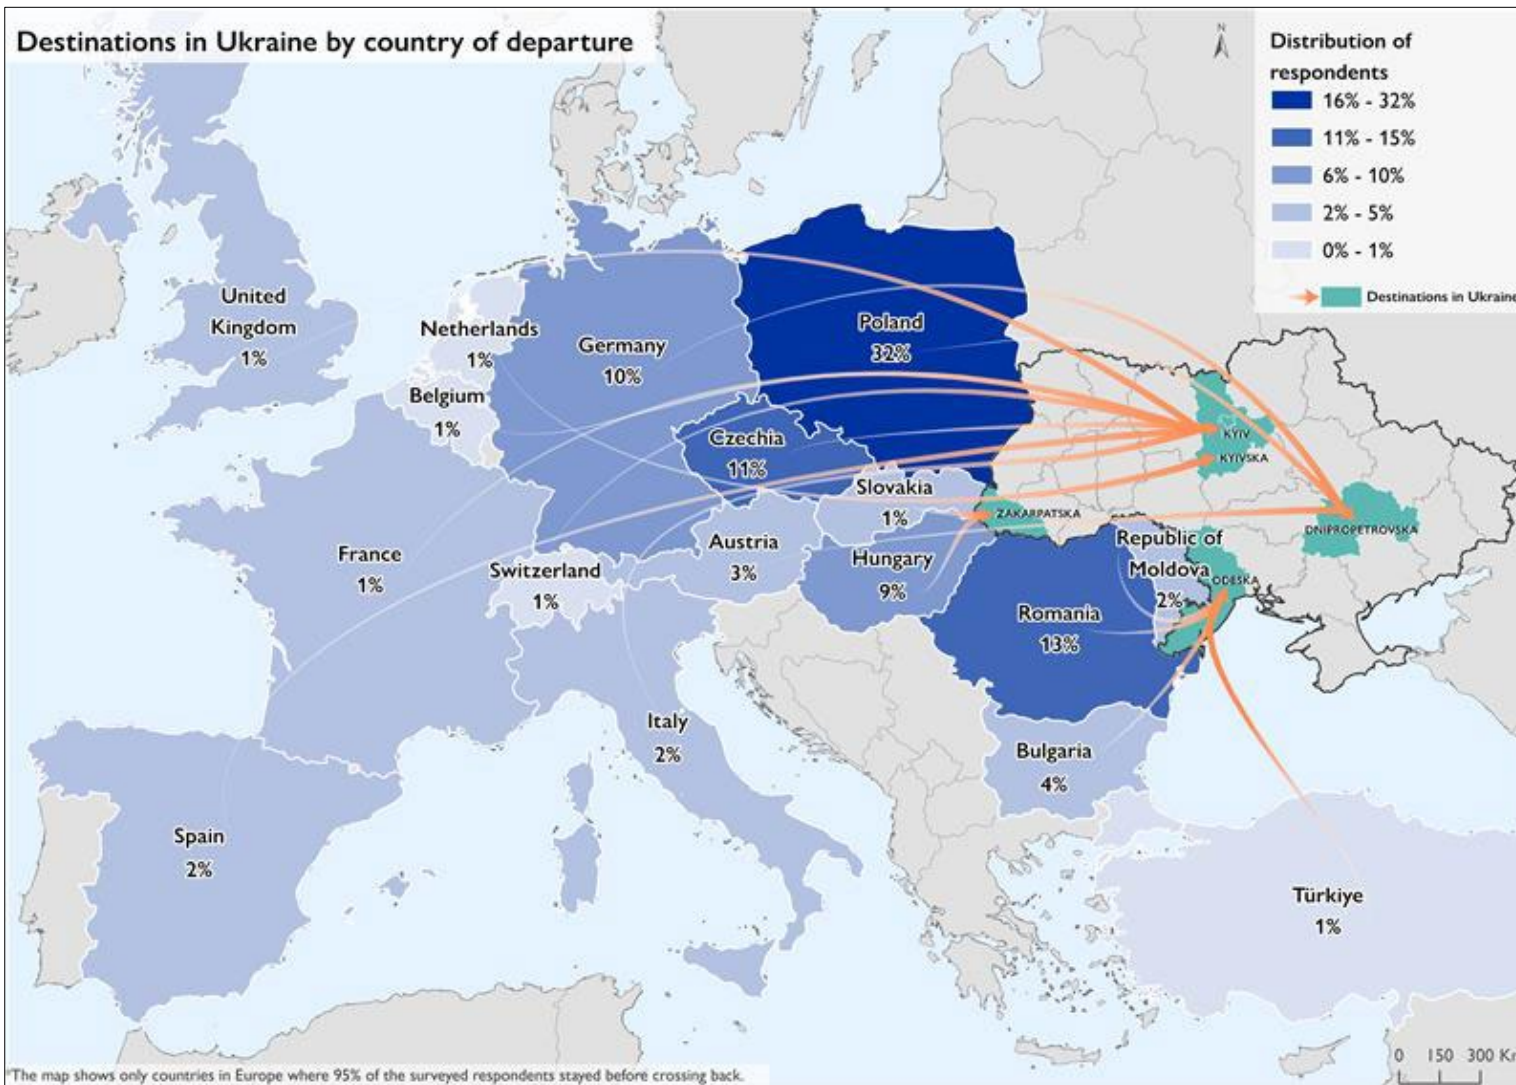 Destinations in Ukraine by country of departure
N
Distribution of
respondents
16% - 32%
11% - 15%
6% - 10%
2% - 5%
0% - 1%
Destinations in Ukraine
United
Kingdom
1%
Netherlands
1%
Belgium
1%
Germany
10%
Poland
32%
Czechia
11%
Slovakia
1%
Austria
3%
Hungary
9%
France
1%
Switzerland
1%
Italy
2%
Spain
2%
Romania
13%
Republic of
Moldova
2%
Bulgaria
4%
Türkiye
1%
KYIV
KYIVSKA
ZAKARPATSKA
DNIPROPETROVSKA
ODESKA
0 150 300 K
*The map shows only countries in Europe where 95% of the surveyed respondents stayed before crossing back.